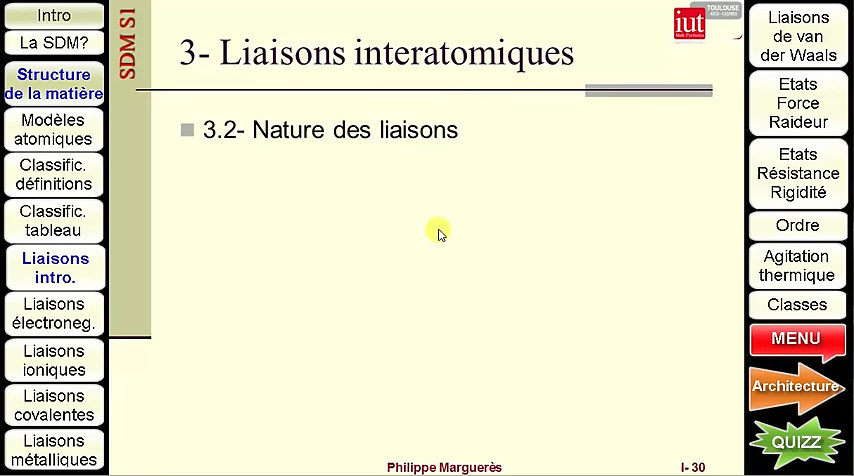 Intro
La SDM?
Structure
de la matière
Modèles
atomiques
Classific.
définitions
Classific.
tableau
Liaisons
intro.
Liaisons
électroneg.
Liaisons
ioniques
Liaisons
covalentes
Liaisons
métalliques
SDM S1
3- Liaisons interatomiques
iut
Midi Pyrénées
TOULOUSE
3.2- Nature des liaisons
Philippe Marguerès
I- 30
Liaisons
de van
der Waals
Etats
Force
Raideur
Etats
Résistance
Rigidité
Ordre
Agitation
thermique
Classes
MENU
Architecture
QUIZZ